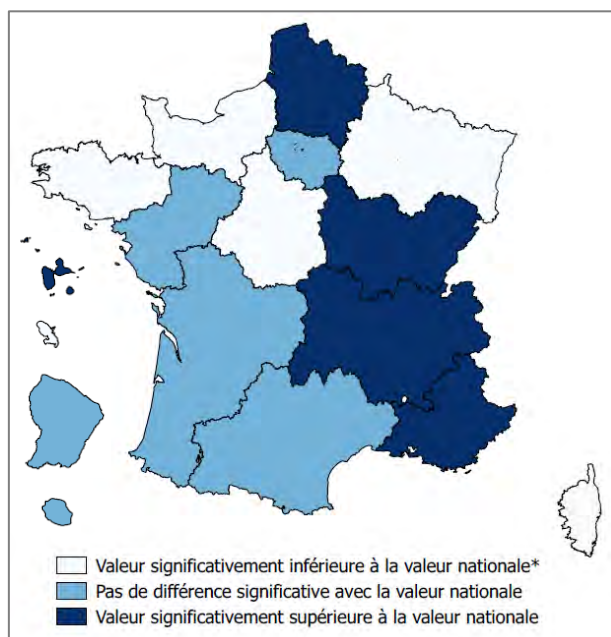 Valeur significativement inférieure à la valeur nationale*
Pas de différence significative avec la valeur nationale
Valeur significativement supérieure à la valeur nationale